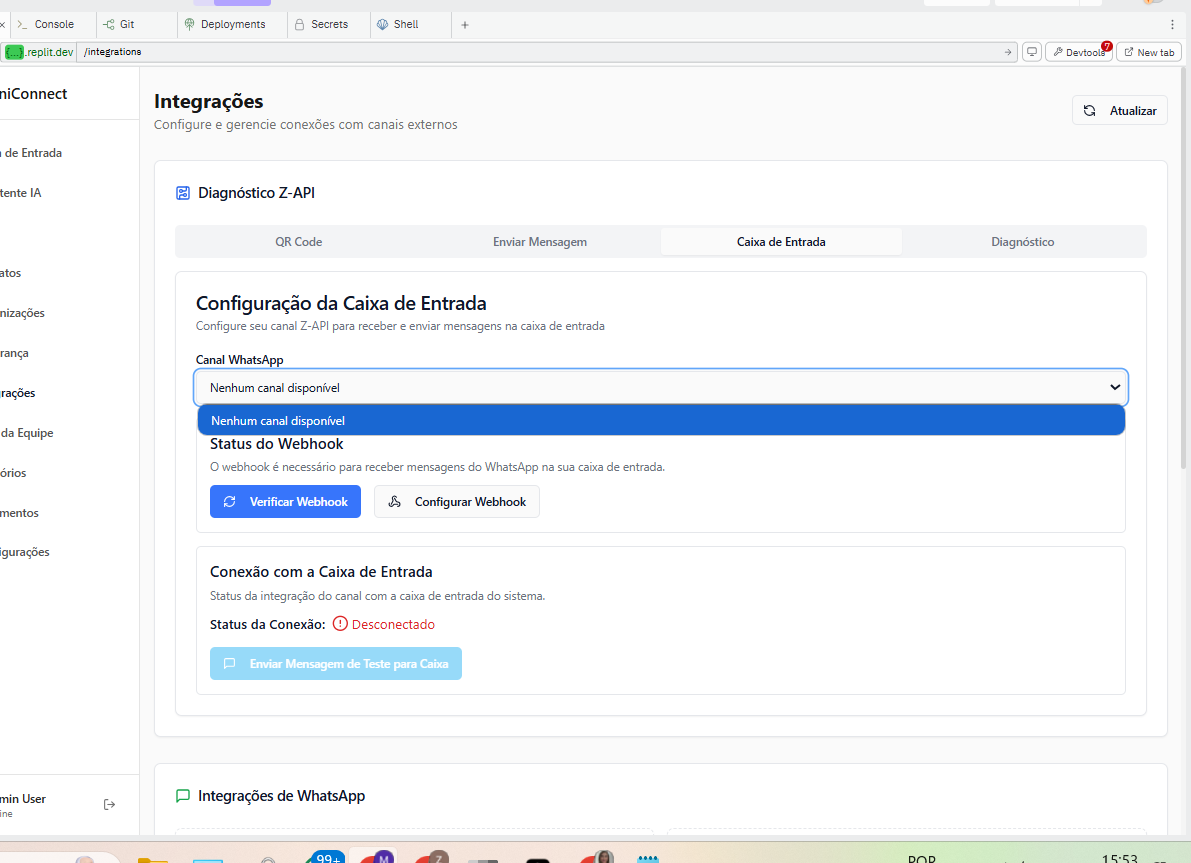 Console
Git
Deployments
Secrets
Shell
.replit.dev
/integrations
Devtools
7
New tab
niConnect
de Entrada
tente IA
atos
nizações
rança
rações
da Equipe
órios
mentos
gurações
min User
ine
Integrações
Configure e gerencie conexões com canais externos
Atualizar
Diagnóstico Z-API
QR Code
Enviar Mensagem
Caixa de Entrada
Diagnóstico
Configuração da Caixa de Entrada
Configure seu canal Z-API para receber e enviar mensagens na caixa de entrada
Canal WhatsApp
Nenhum canal disponível
Nenhum canal disponível
Status do Webhook
O webhook é necessário para receber mensagens do WhatsApp na sua caixa de entrada.
Verificar Webhook
Configurar Webhook
Conexão com a Caixa de Entrada
Status da integração do canal com a caixa de entrada do sistema.
Status da Conexão: Desconectado
Enviar Mensagem de Teste para Caixa
Integrações de WhatsApp
99+
M
Z
POR
15:53